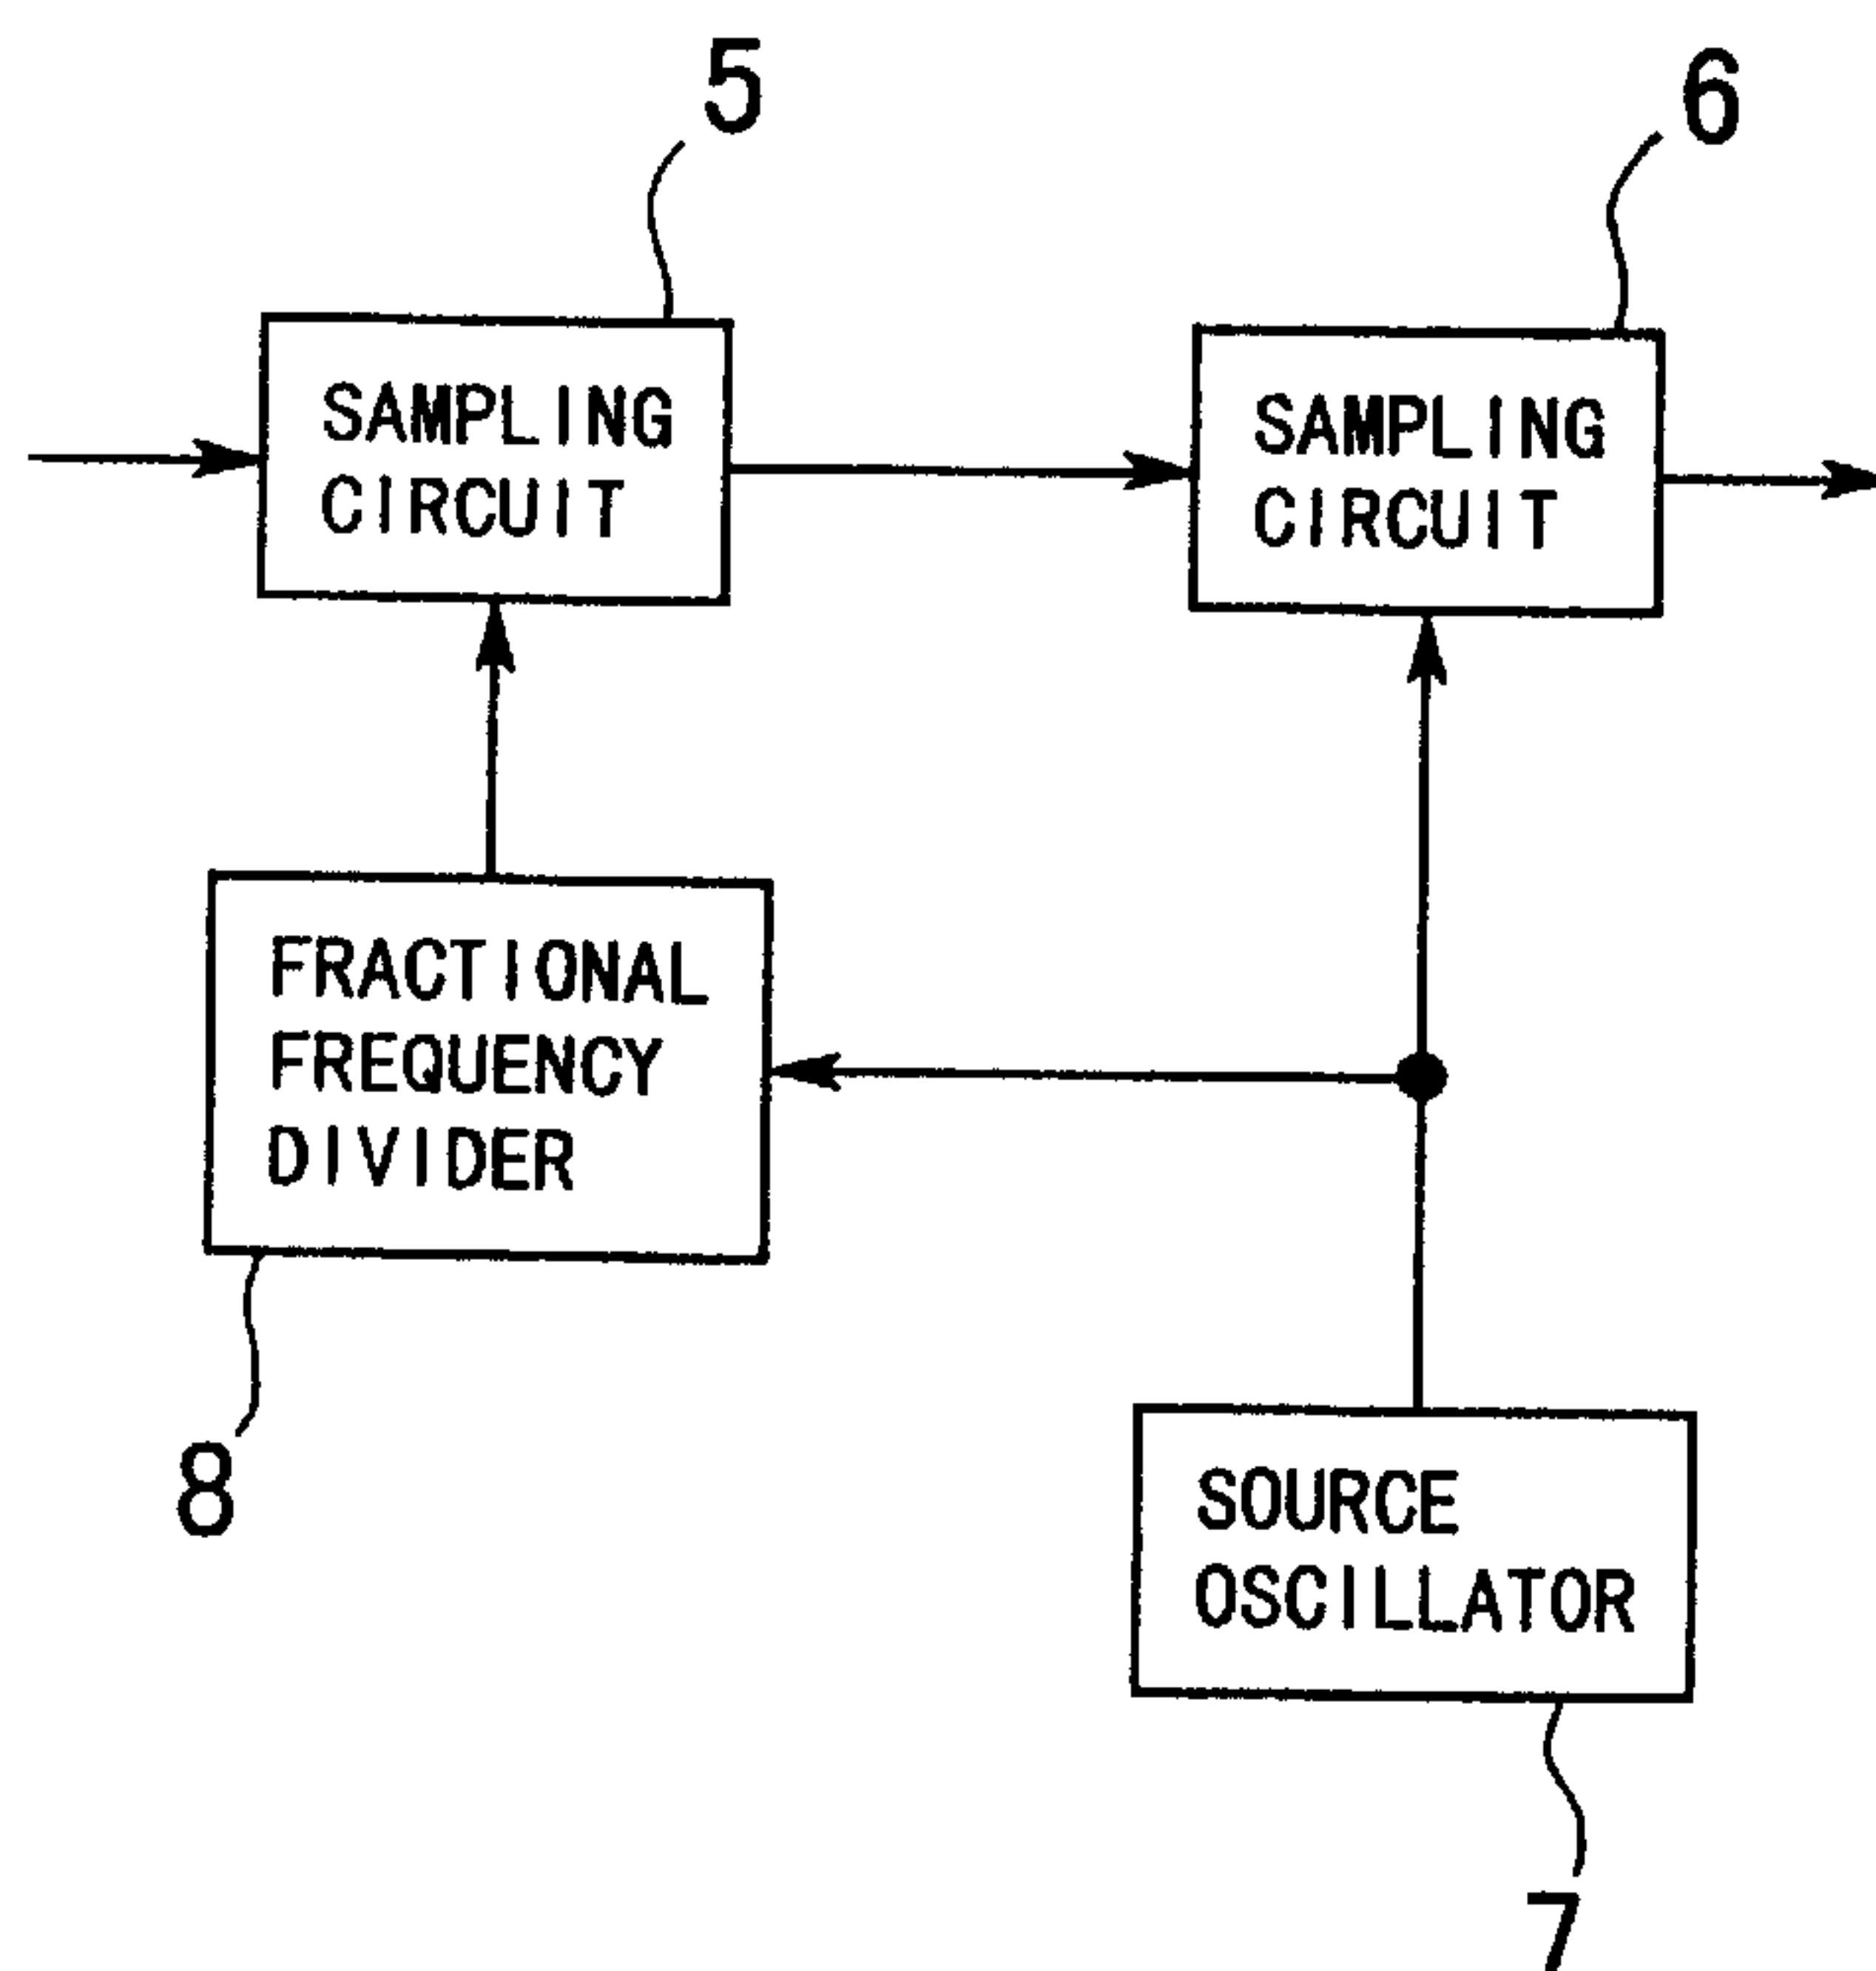 5
6
SAMPLING
CIRCUIT
SAMPLING
CIRCUIT
FRACTIONAL
FREQUENCY
DIVIDER
8
SOURCE
OSCILLATOR
7